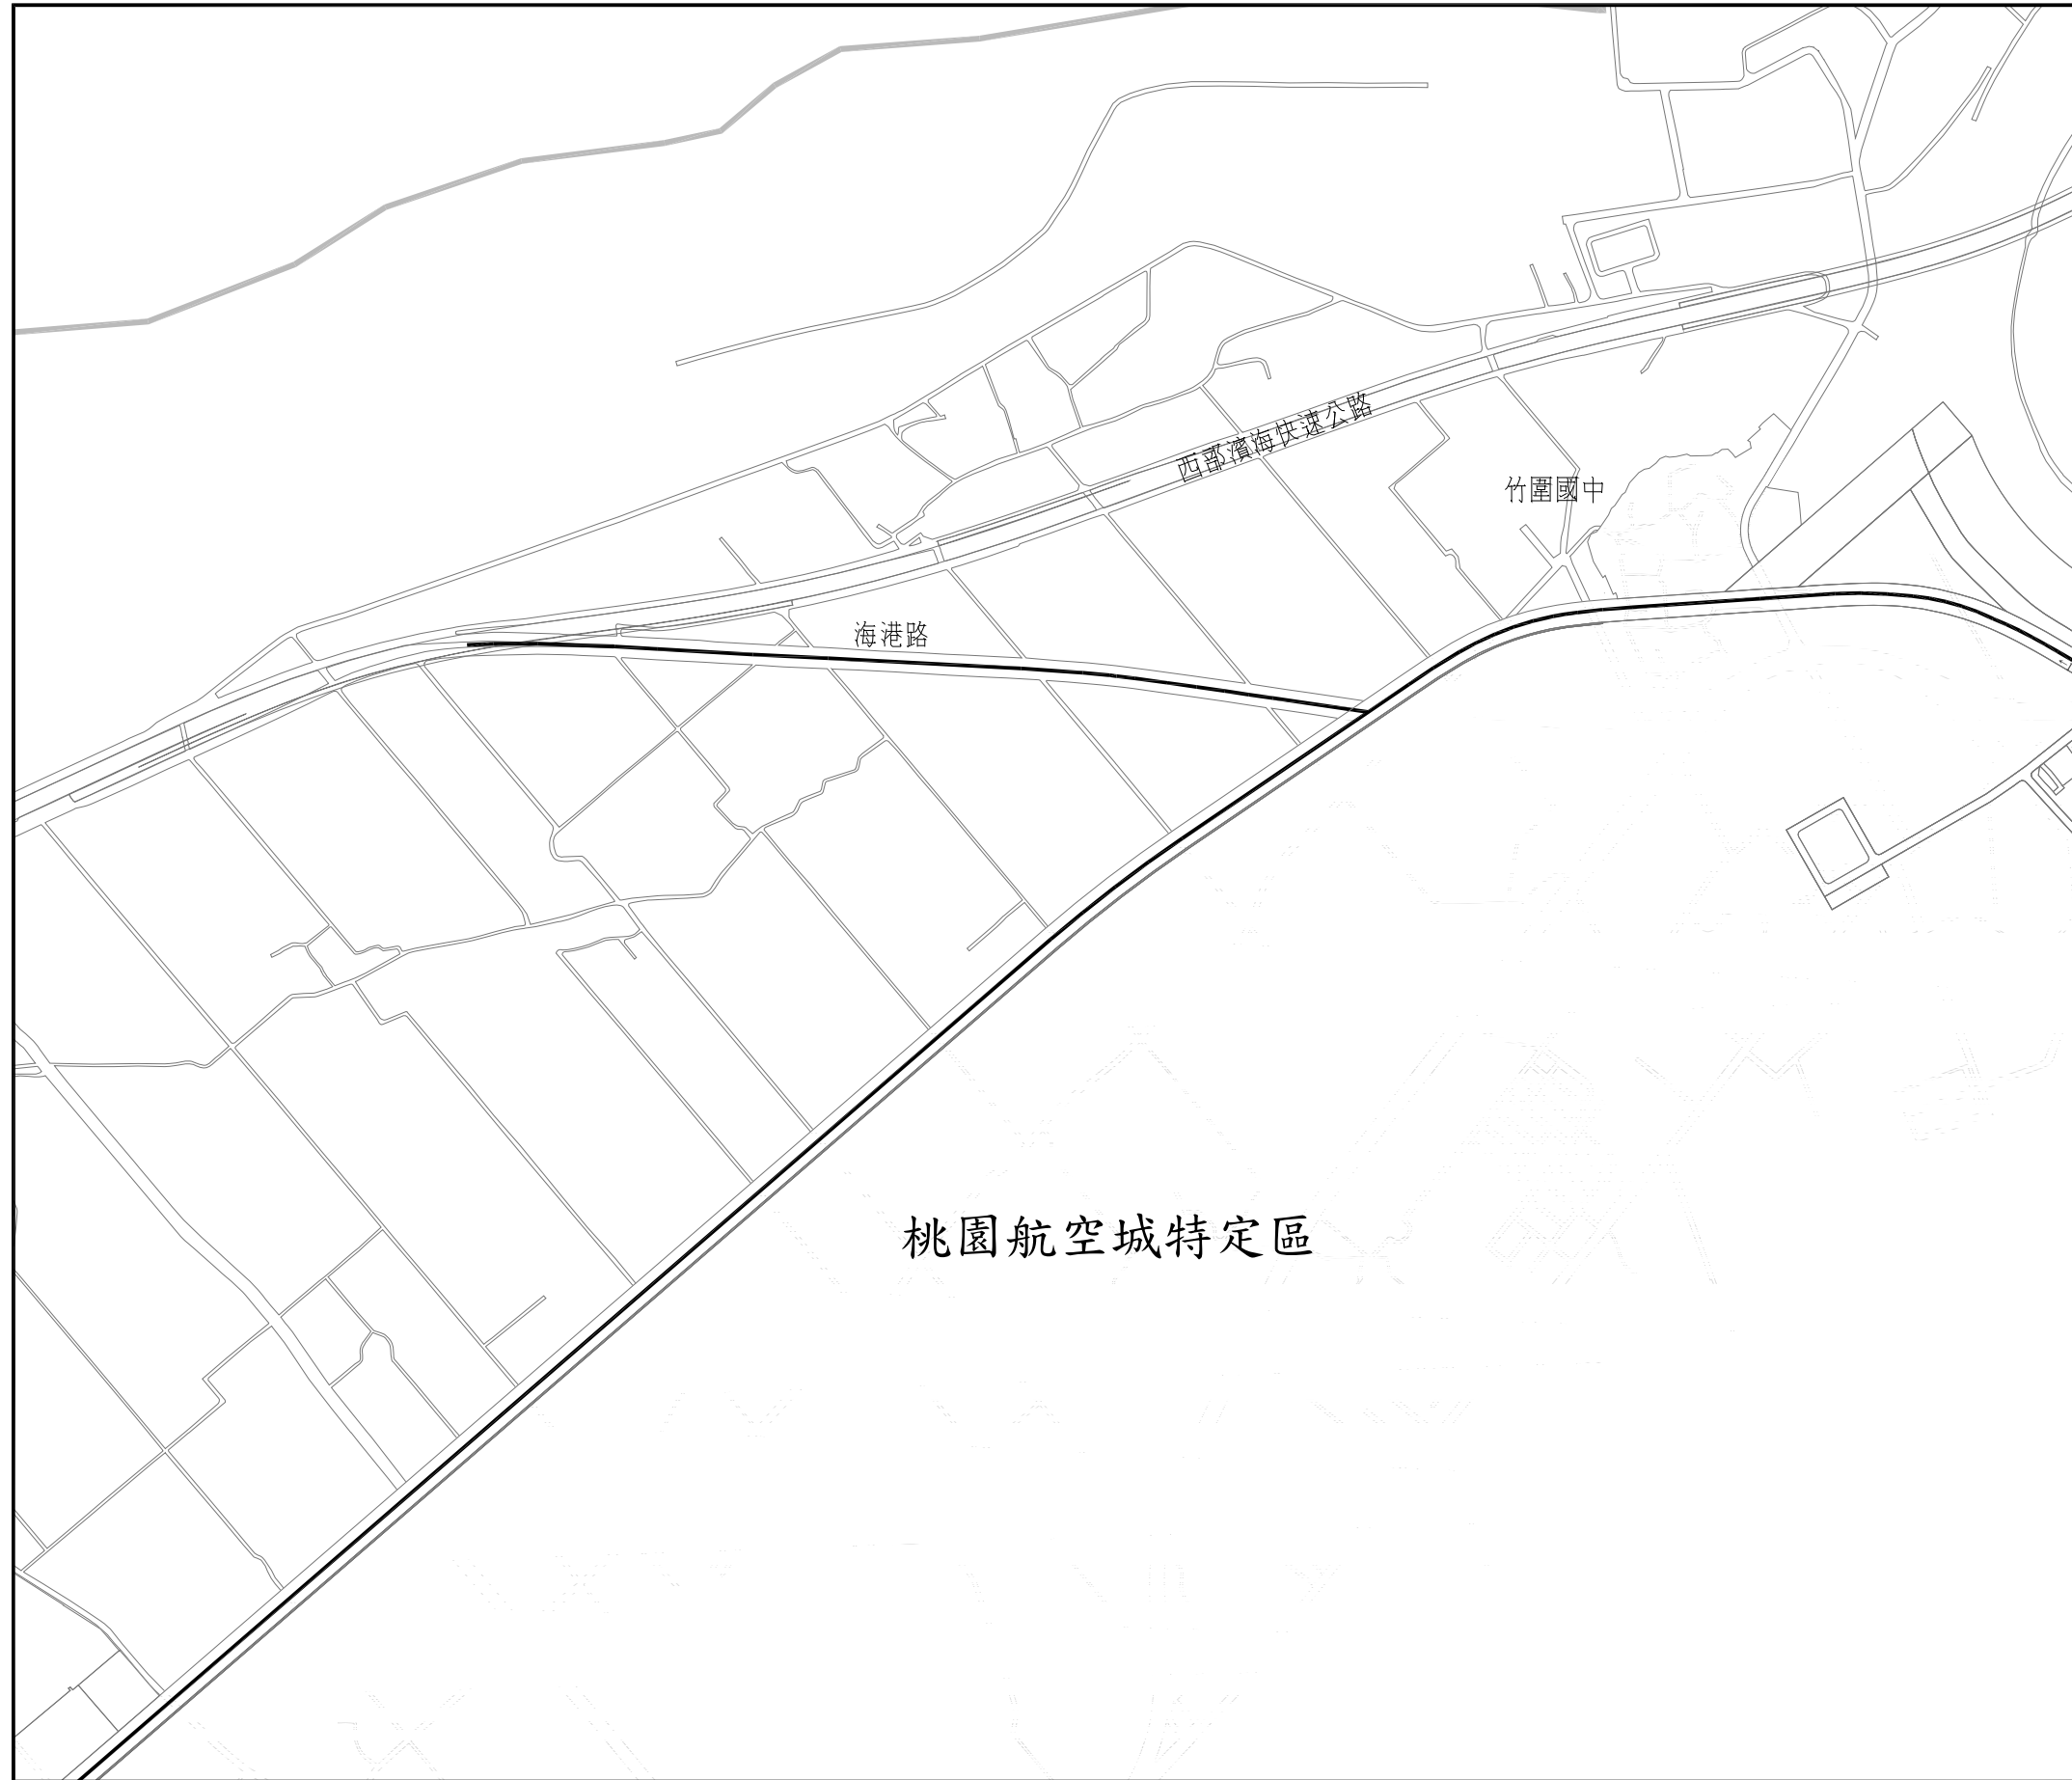 西部濱海快速公路
竹圍國中
海港路
桃園航空城特定區